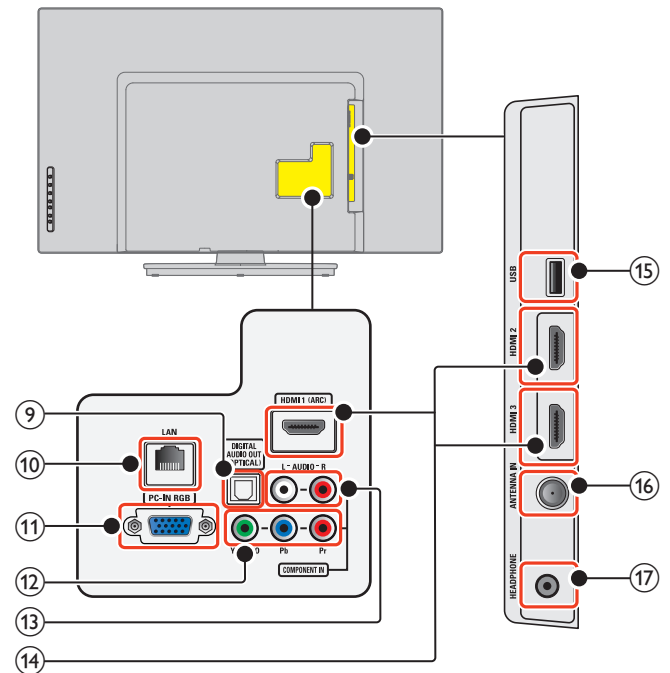 USB
⑮
HDMI 2
HDMI 3
⑨
HDMI 1 (ARC)
LAN
⑩
DIGITAL
AUDIO OUT
(OPTICAL)
L - AUDIO - R
ANTENNA IN
⑯
PC-IN RGB
⑪
Pb
Pr
⑫
COMPONENT IN
HEADPHONE
⑰
⑬
⑭